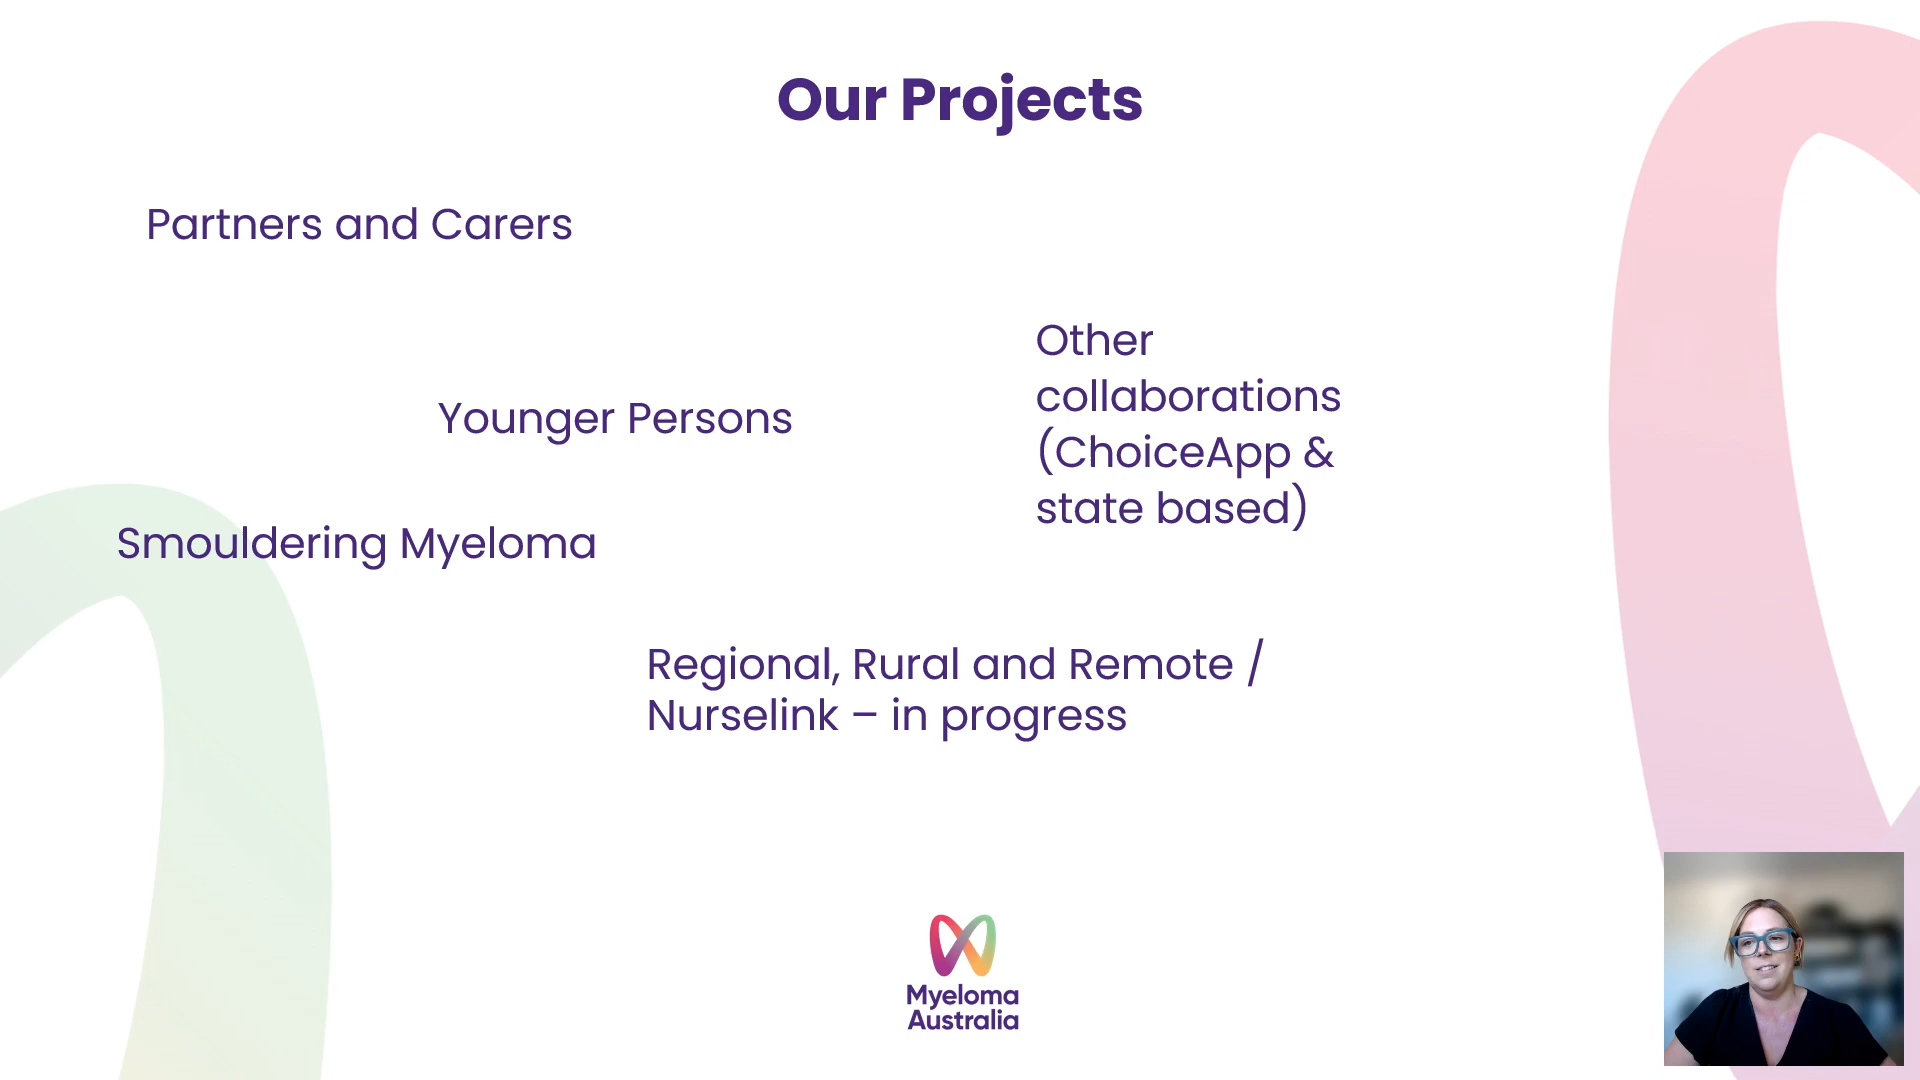 Our Projects
Partners and Carers
Other
collaborations
(ChoiceApp &
state based)
Younger Persons
Smouldering Myeloma
Regional, Rural and Remote /
Nurselink – in progress
Myeloma
Australia